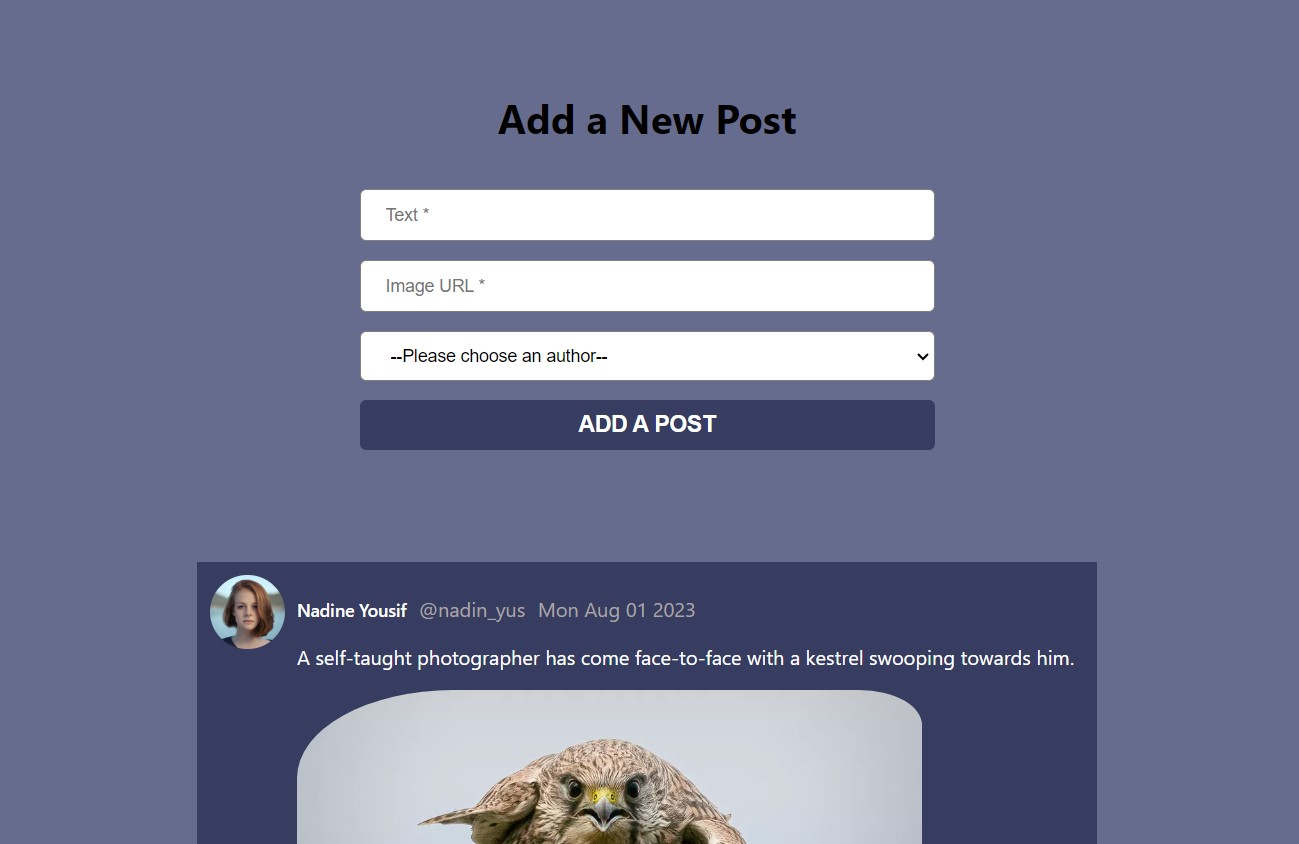 Add a New Post
Text *
Image URL *
--Please choose an author--
ADD A POST
Nadine Yousif @nadin_yus Mon Aug 01 2023
A self-taught photographer has come face-to-face with a kestrel swooping towards him.